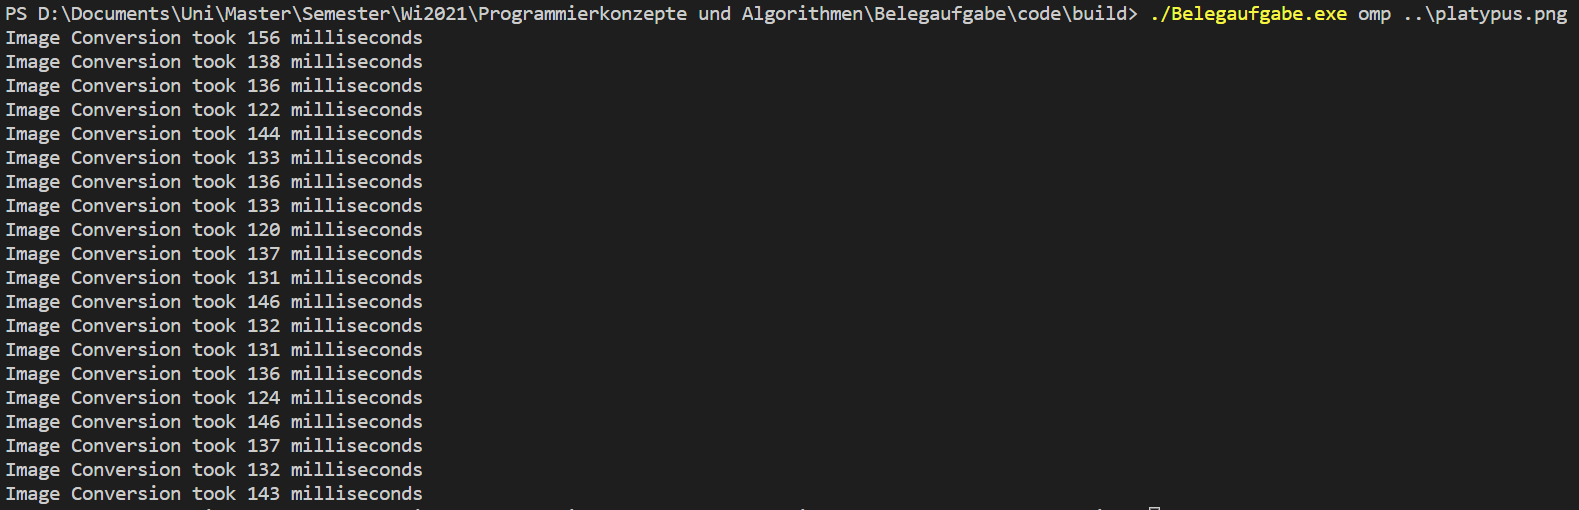 PS D:\Documents\Uni\Master\Semester\Wi2021\Programmierkonzepte und Algorithmen\Belegaufgabe\code\build> ./Belegaufgabe.exe omp ..\platypus.png
Image Conversion took 156 milliseconds
Image Conversion took 138 milliseconds
Image Conversion took 136 milliseconds
Image Conversion took 122 milliseconds
Image Conversion took 144 milliseconds
Image Conversion took 133 milliseconds
Image Conversion took 136 milliseconds
Image Conversion took 133 milliseconds
Image Conversion took 120 milliseconds
Image Conversion took 137 milliseconds
Image Conversion took 131 milliseconds
Image Conversion took 146 milliseconds
Image Conversion took 132 milliseconds
Image Conversion took 131 milliseconds
Image Conversion took 136 milliseconds
Image Conversion took 124 milliseconds
Image Conversion took 146 milliseconds
Image Conversion took 137 milliseconds
Image Conversion took 132 milliseconds
Image Conversion took 143 milliseconds